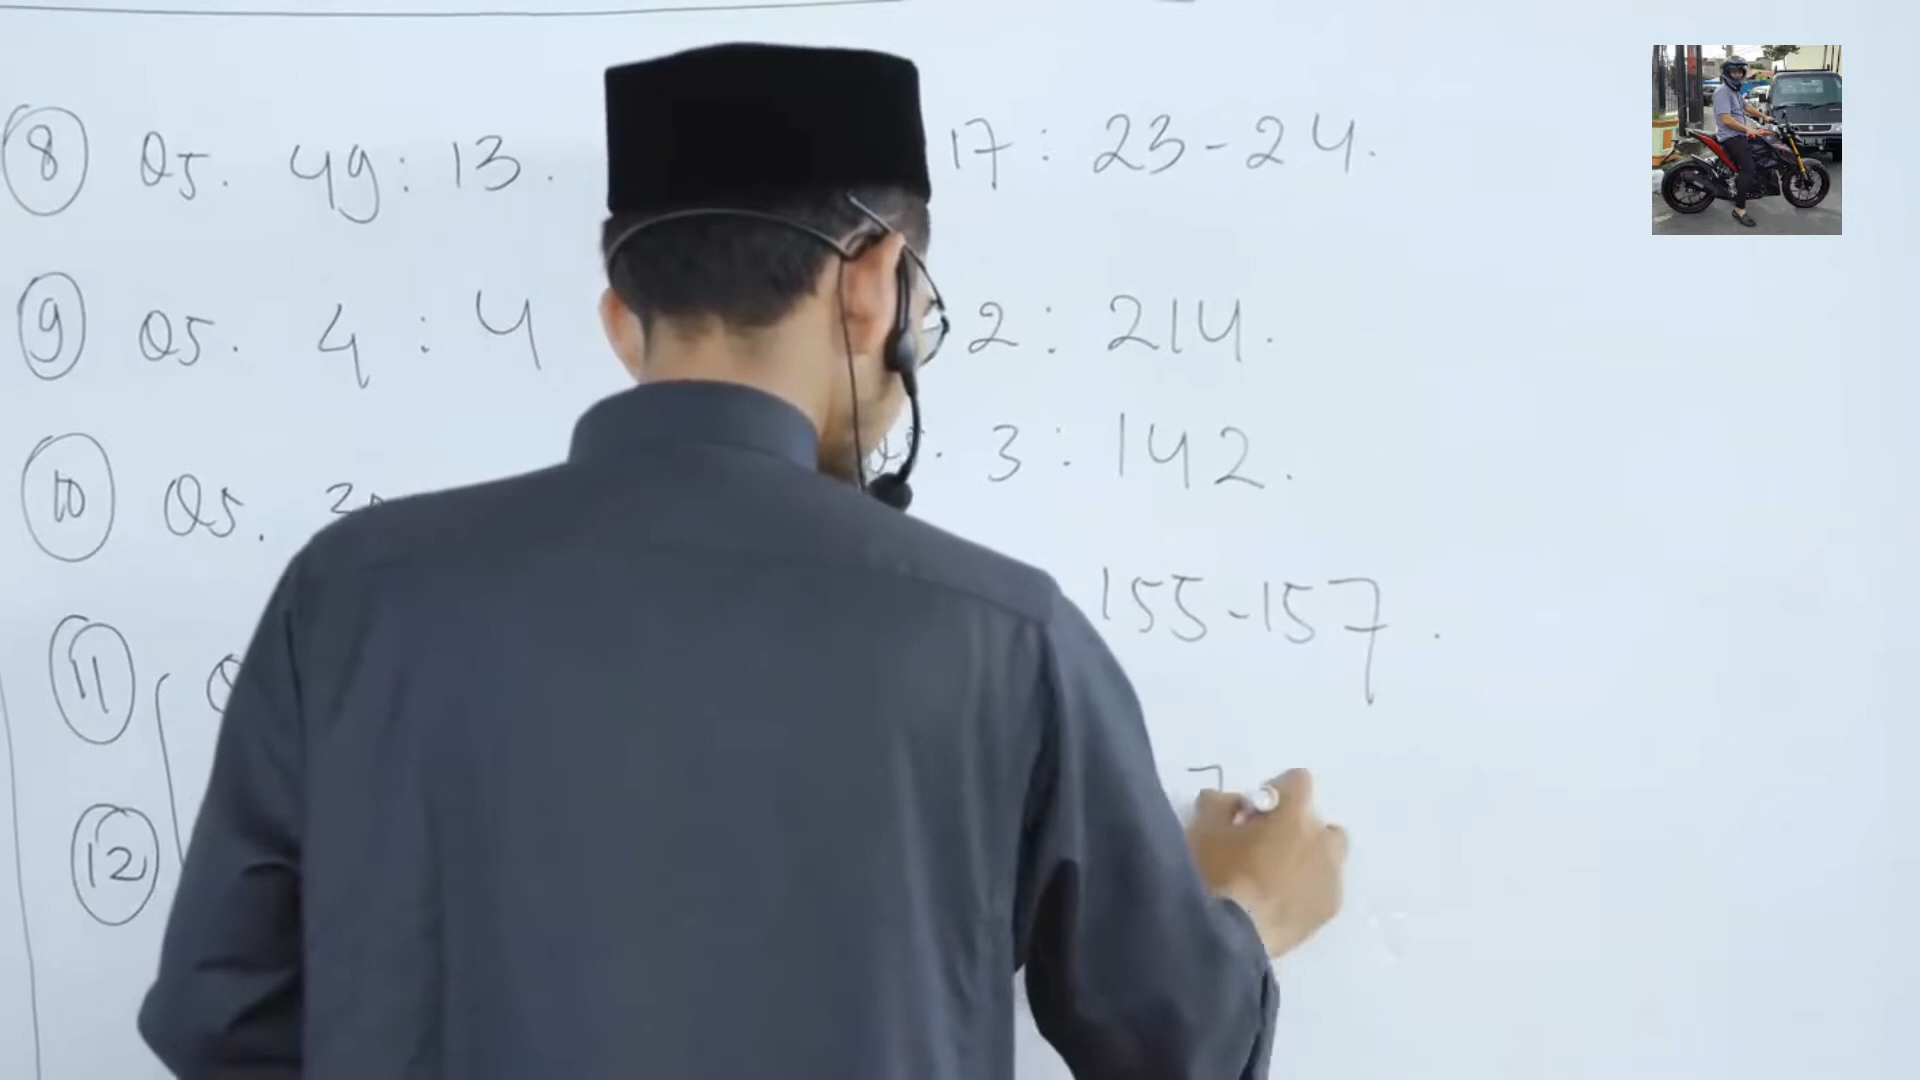 8 QS. 49: 13. 17: 23-24.
9 QS. 4: 4 2: 214.
3: 142.
10 QS.
155-157.
11
12
7